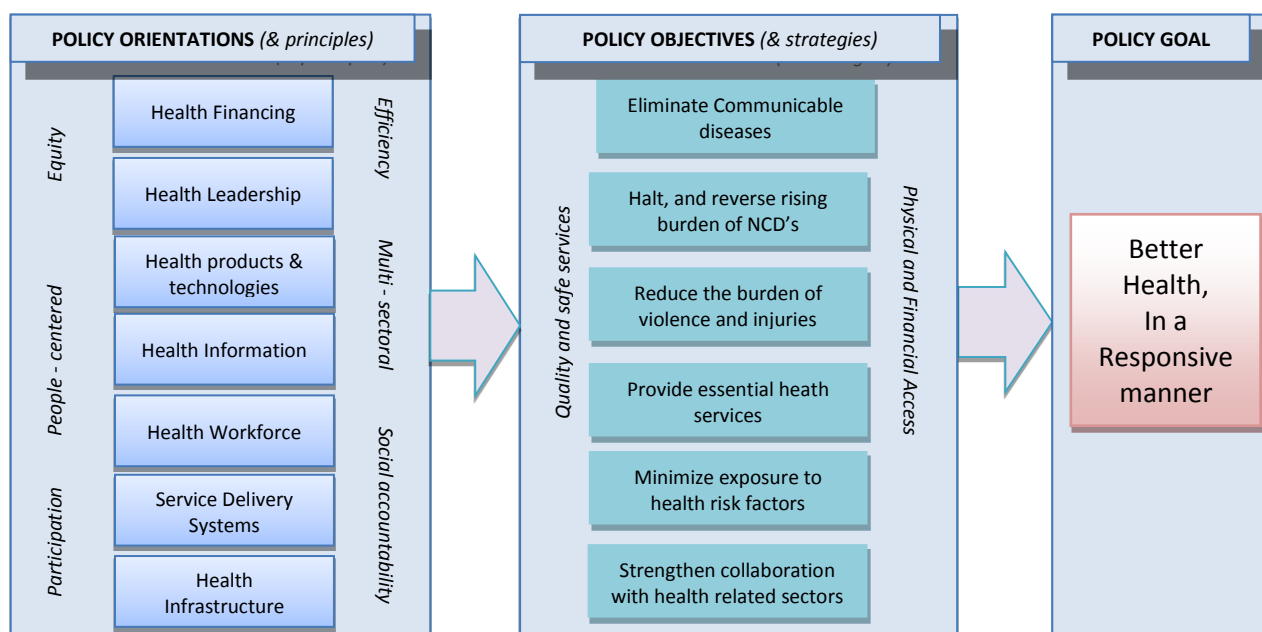 POLICY ORIENTATIONS (& principles)
Equity
People - centered
Participation
Health Financing
Health Leadership
Health products &
technologies
Health Information
Health Workforce
Service Delivery
Systems
Health
Infrastructure
Efficiency
Multi - sectoral
Social accountability
POLICY OBJECTIVES (& strategies)
Quality and safe services
Eliminate Communicable
diseases
Halt, and reverse rising
burden of NCD's
Reduce the burden of
violence and injuries
Provide essential heath
services
Minimize exposure to
health risk factors
Strengthen collaboration
with health related sectors
Physical and Financial Access
POLICY GOAL
Better
Health,
In a
Responsive
manner